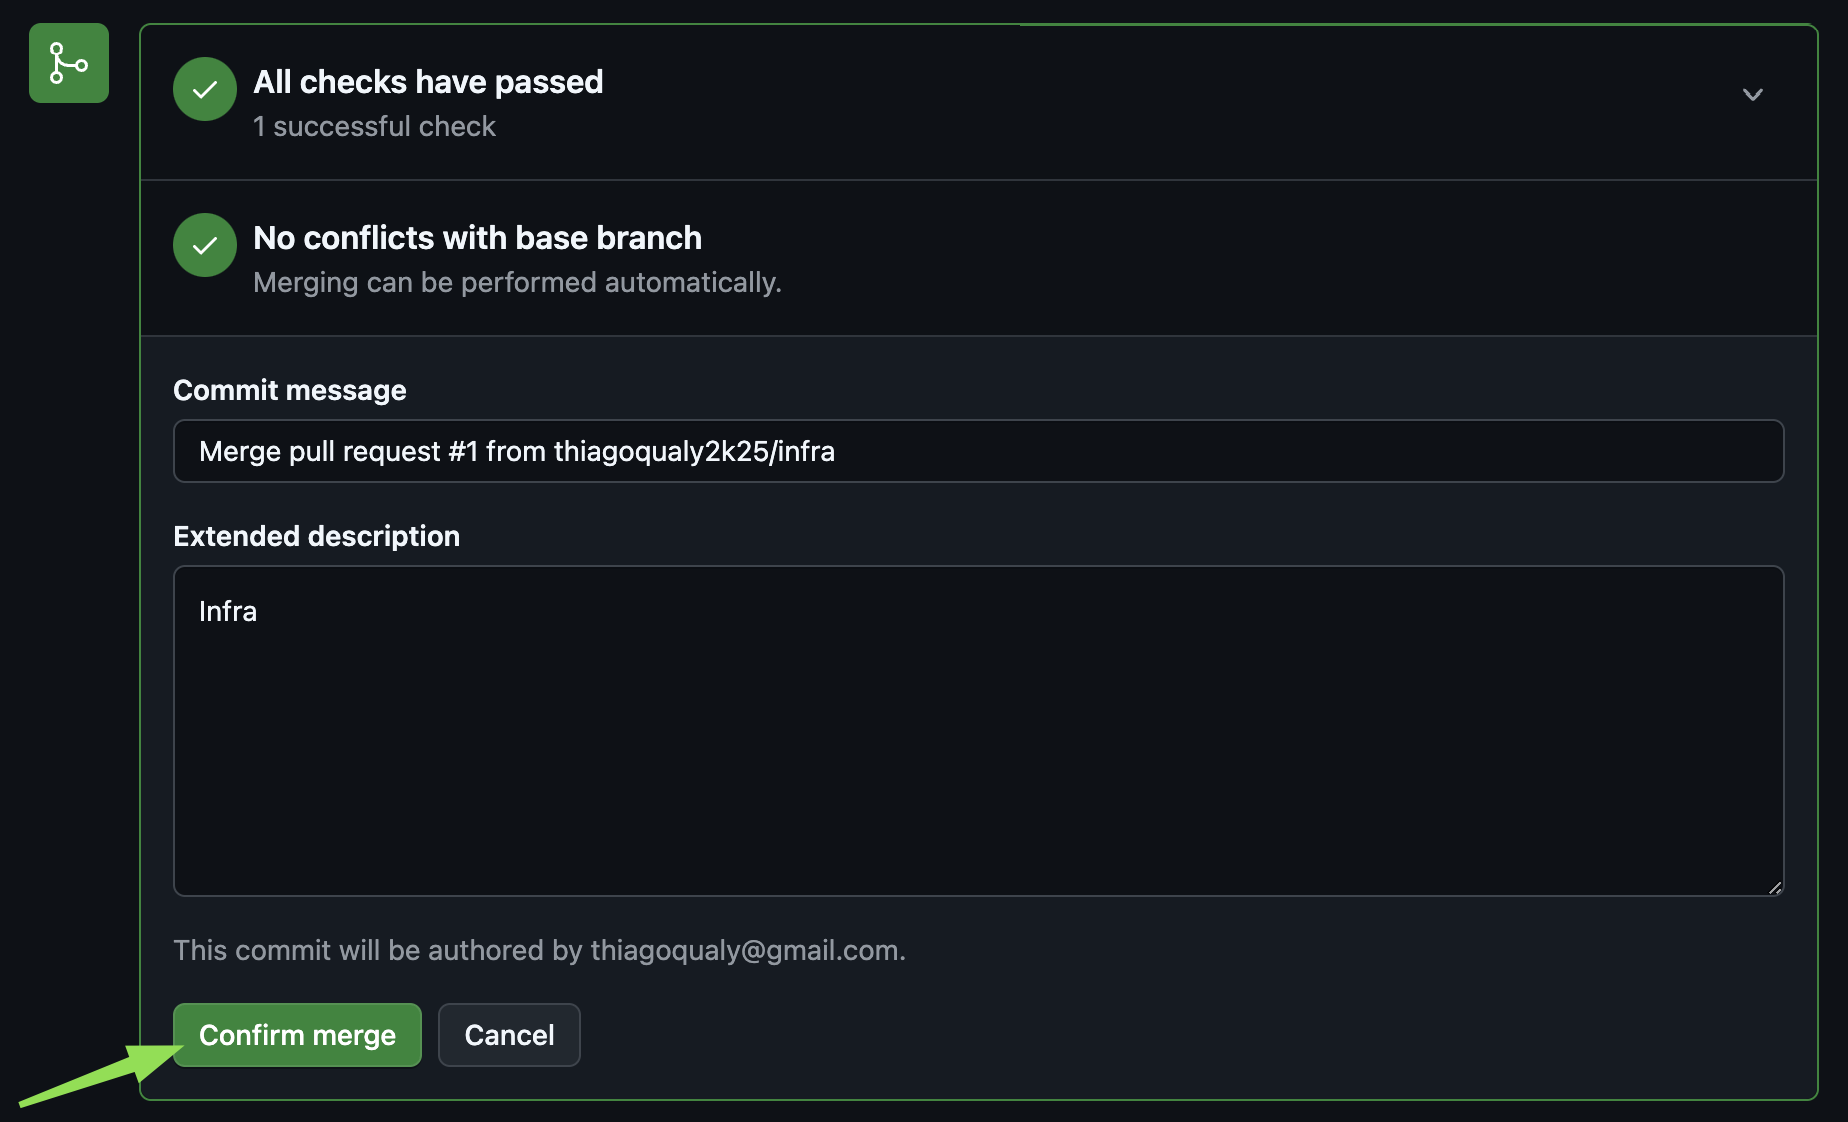 All checks have passed
1 successful check
No conflicts with base branch
Merging can be performed automatically.
Commit message
Merge pull request #1 from thiagoqualy2k25/infra
Extended description
Infra
This commit will be authored by thiagoqualy@gmail.com.
Confirm merge
Cancel